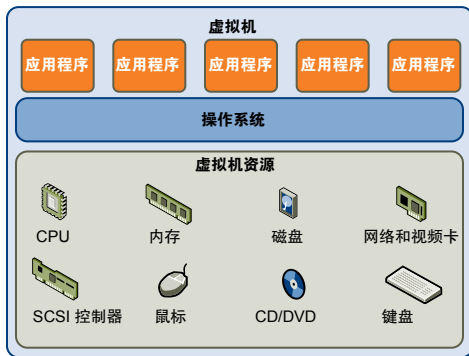 虚拟机
应用程序 应用程序 应用程序 应用程序 应用程序
操作系统
虚拟机资源
CPU 内存 磁盘 网络和视频卡
SCSI 控制器 鼠标 CD/DVD 键盘